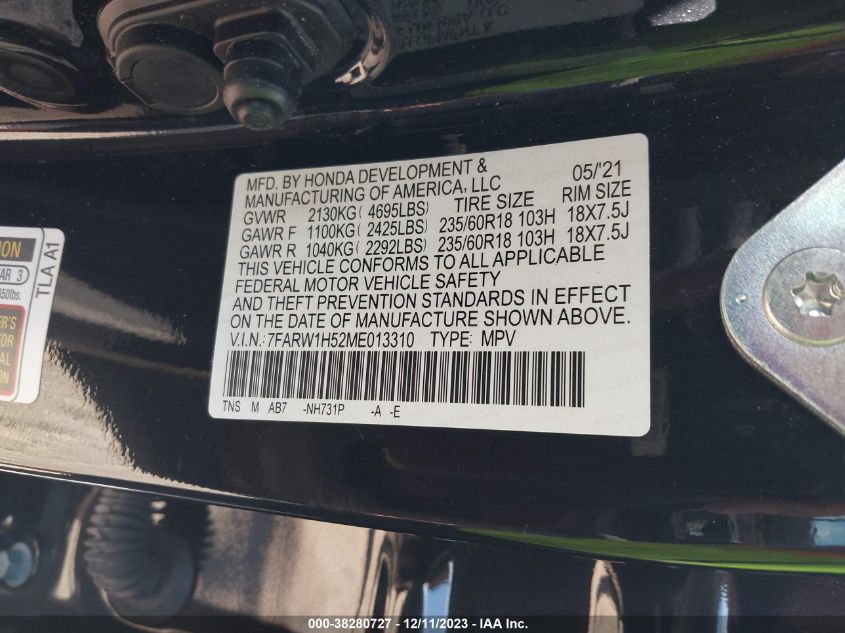 MFD. BY HONDA DEVELOPMENT & 05/'21
MANUFACTURING OF AMERICA, LLC
GVWR 2130KG( 4695LBS) TIRE SIZE RIM SIZE
GAWR F 1100KG( 2425LBS) 235/60R18 103H 18X7.5J
GAWR R 1040KG( 2292LBS) 235/60R18 103H 18X7.5J
THIS VEHICLE CONFORMS TO ALL APPLICABLE
FEDERAL MOTOR VEHICLE SAFETY
AND THEFT PREVENTION STANDARDS IN EFFECT
ON THE DATE OF MANUFACTURE SHOWN ABOVE.
V.I.N.: 7FARW1H52ME013310 TYPE: MPV
TNS M AB7 -NH731P -A -E
TLA A1
000-38280727 - 12/11/2023 - IAA Inc.